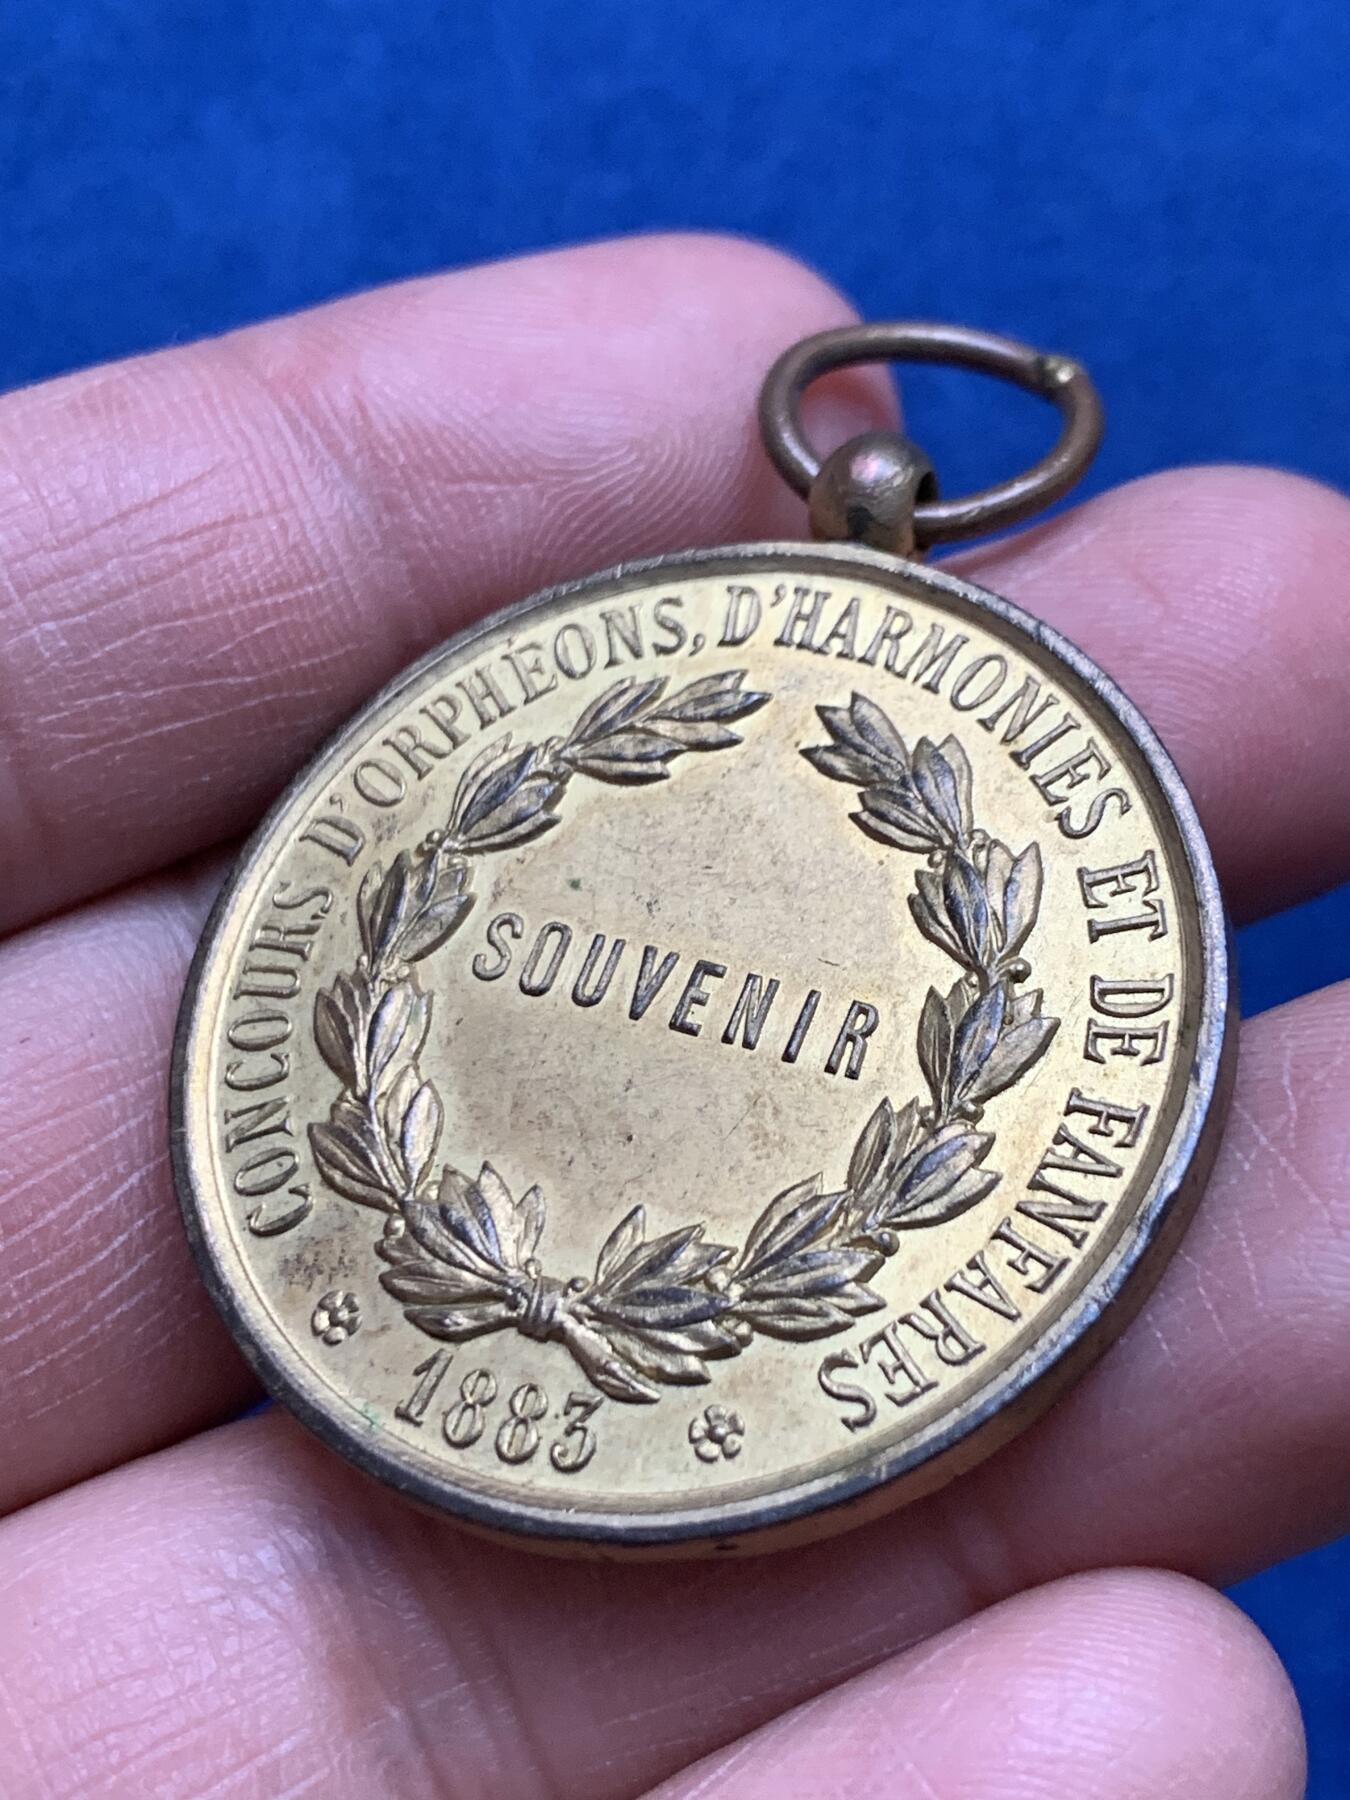 CONCOURS D'ORPHÉONS, D'HARMONIES ET DE FANFARES
SOUVENIR
1883